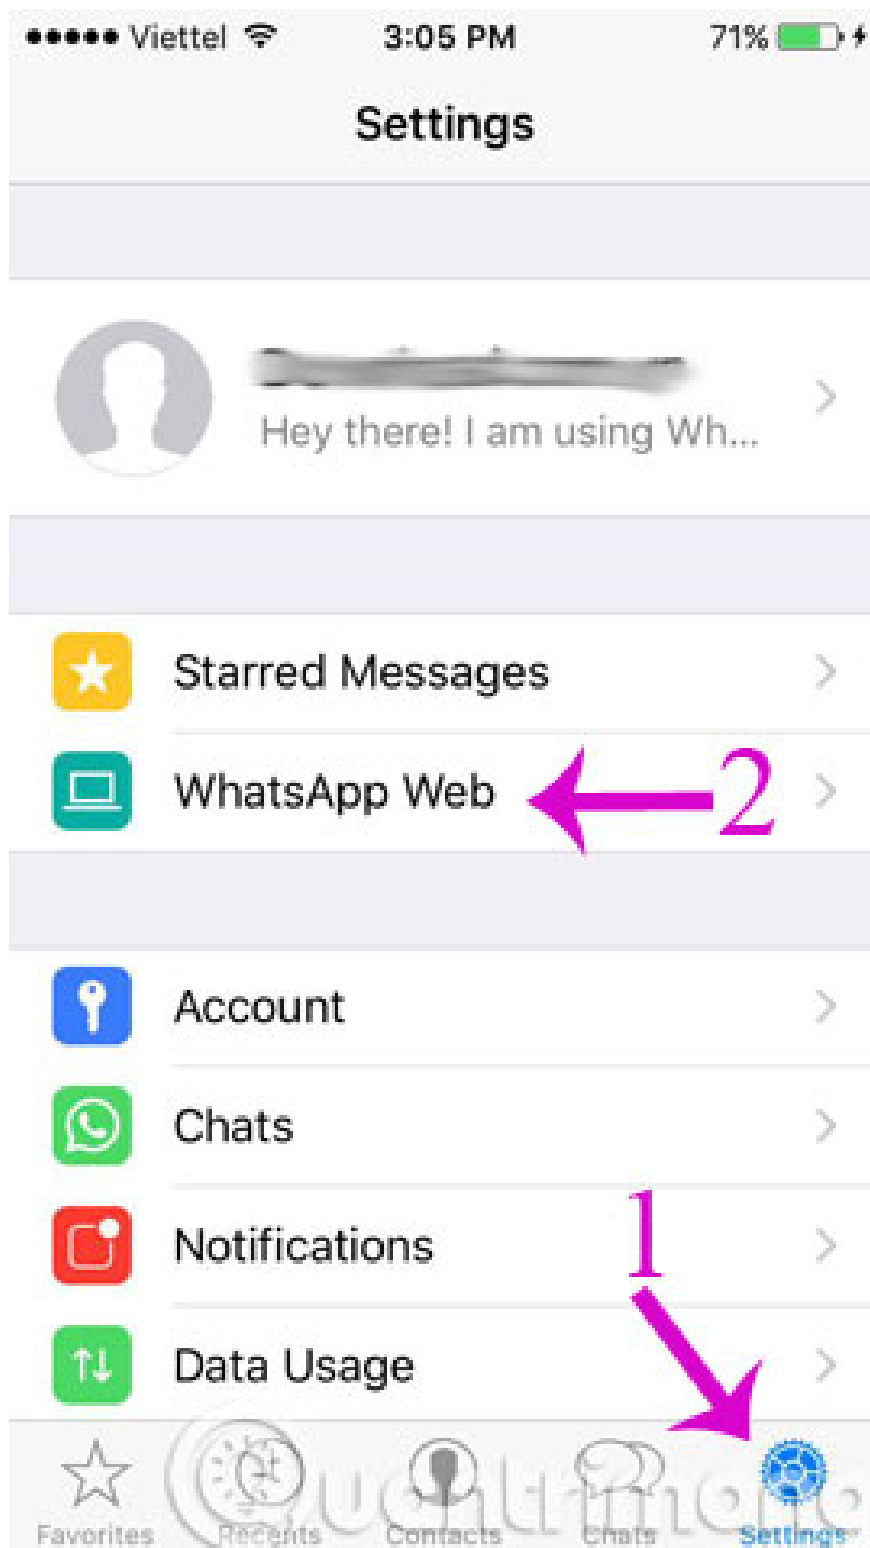 Viettel 3:05 PM 71%
Settings
Hey there! I am using Wh...
Starred Messages
WhatsApp Web 2
Account
Chats
1
Notifications
Data Usage
Favorites Recents Contacts Chats Settings